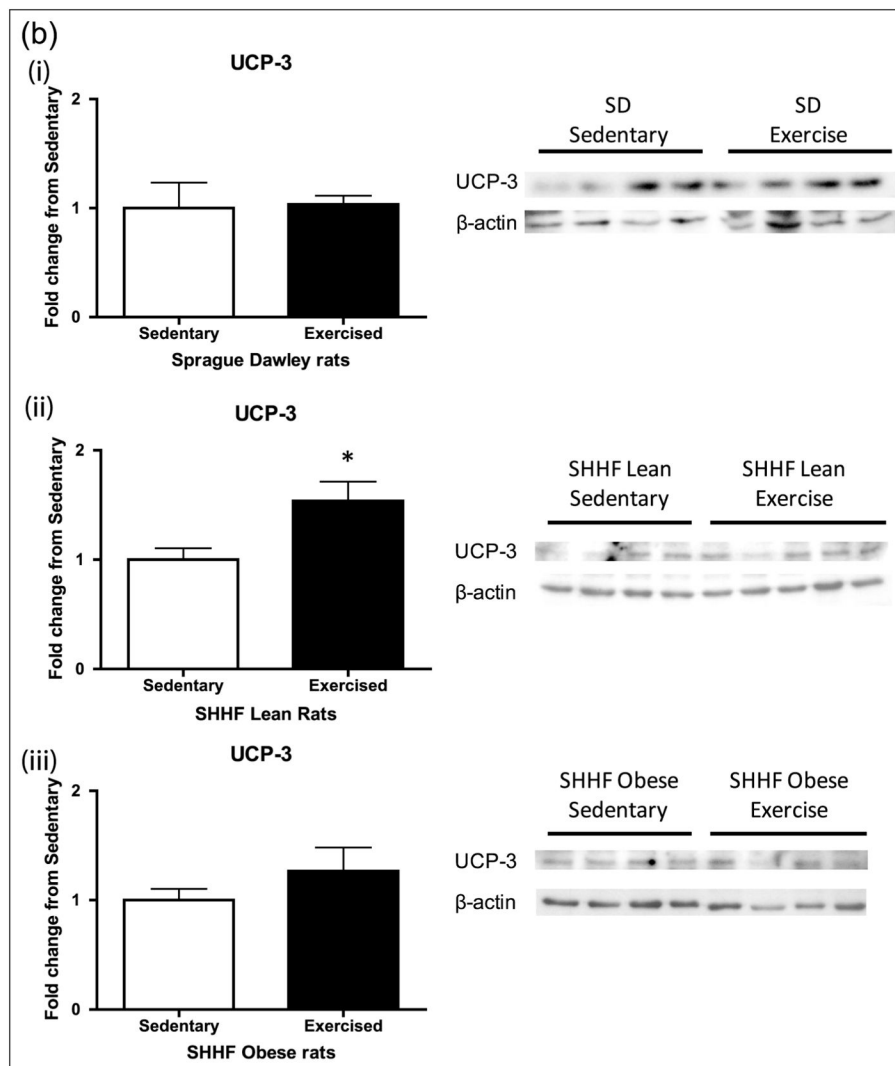 (b)
(i)
UCP-3
Fold change from Sedentary
2
1
0
Sedentary Exercised
Sprague Dawley rats
SD SD
Sedentary Exercise
UCP-3
β-actin
(ii)
UCP-3
Fold change from Sedentary
2
*
1
0
Sedentary Exercised
SHHF Lean Rats
SHHF Lean SHHF Lean
Sedentary Exercise
UCP-3
β-actin
(iii)
UCP-3
Fold change from Sedentary
2
1
0
Sedentary Exercised
SHHF Obese rats
SHHF Obese SHHF Obese
Sedentary Exercise
UCP-3
β-actin